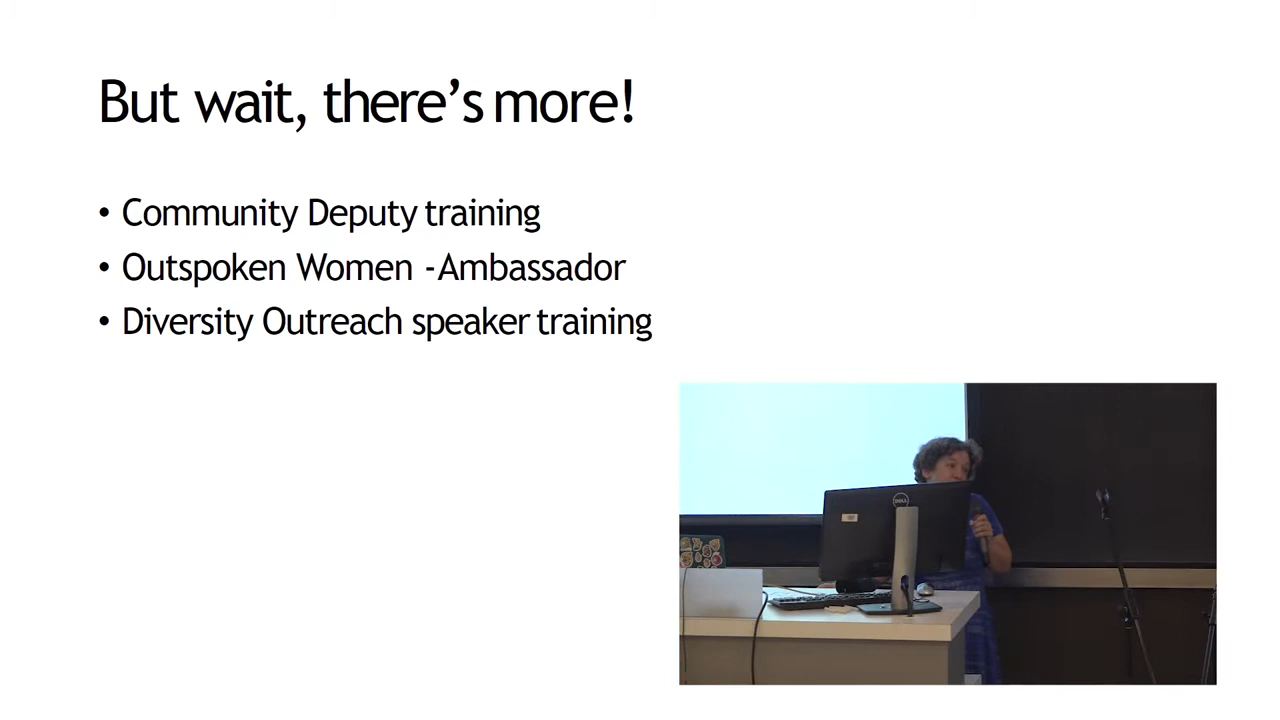 But wait, there's more!
• Community Deputy training
• Outspoken Women -Ambassador
• Diversity Outreach speaker training
DELL